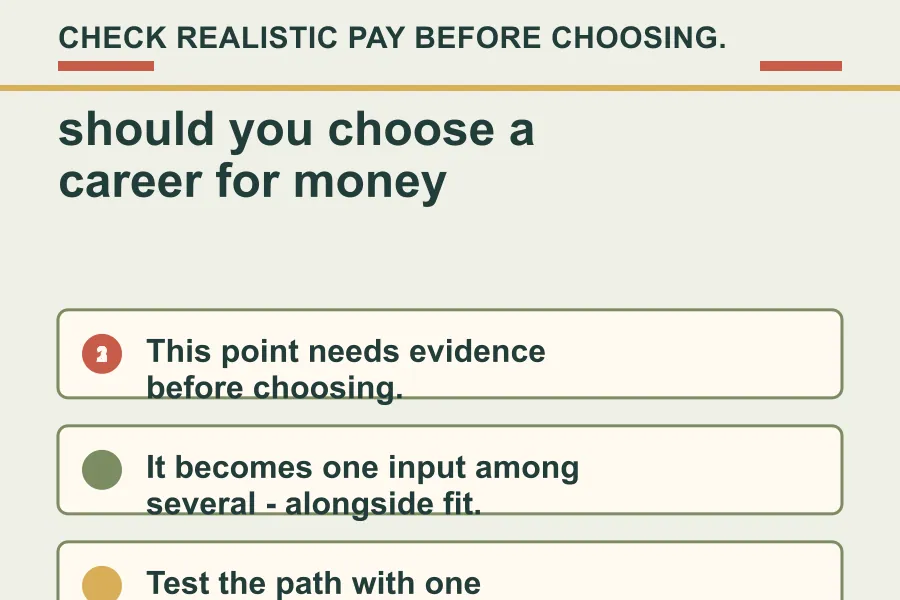 CHECK REALISTIC PAY BEFORE CHOOSING.
should you choose a
career for money
This point needs evidence
before choosing.
It becomes one input among
several - alongside fit.
Test the path with one